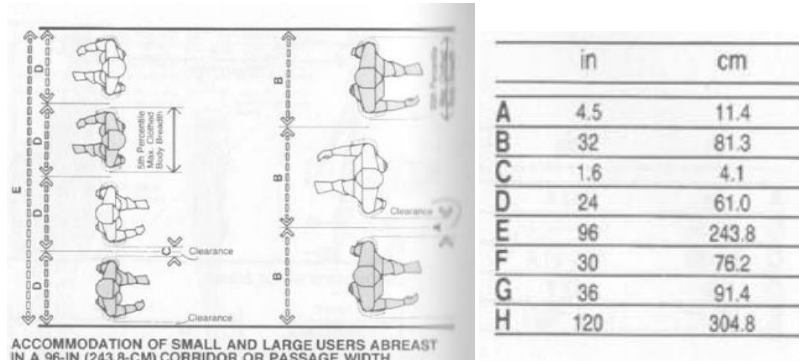 E
D
D
D
D
5th Percentile
Max. Clothed
Body Breadth
C
Clearance
Clearance
B
B
B
Clearance
A
ACCOMMODATION OF SMALL AND LARGE USERS ABREAST
IN A 96-IN (243.8-CM) CORRIDOR OR PASSAGE WIDTH
in cm
A 4.5 11.4
B 32 81.3
C 1.6 4.1
D 24 61.0
E 96 243.8
F 30 76.2
G 36 91.4
H 120 304.8